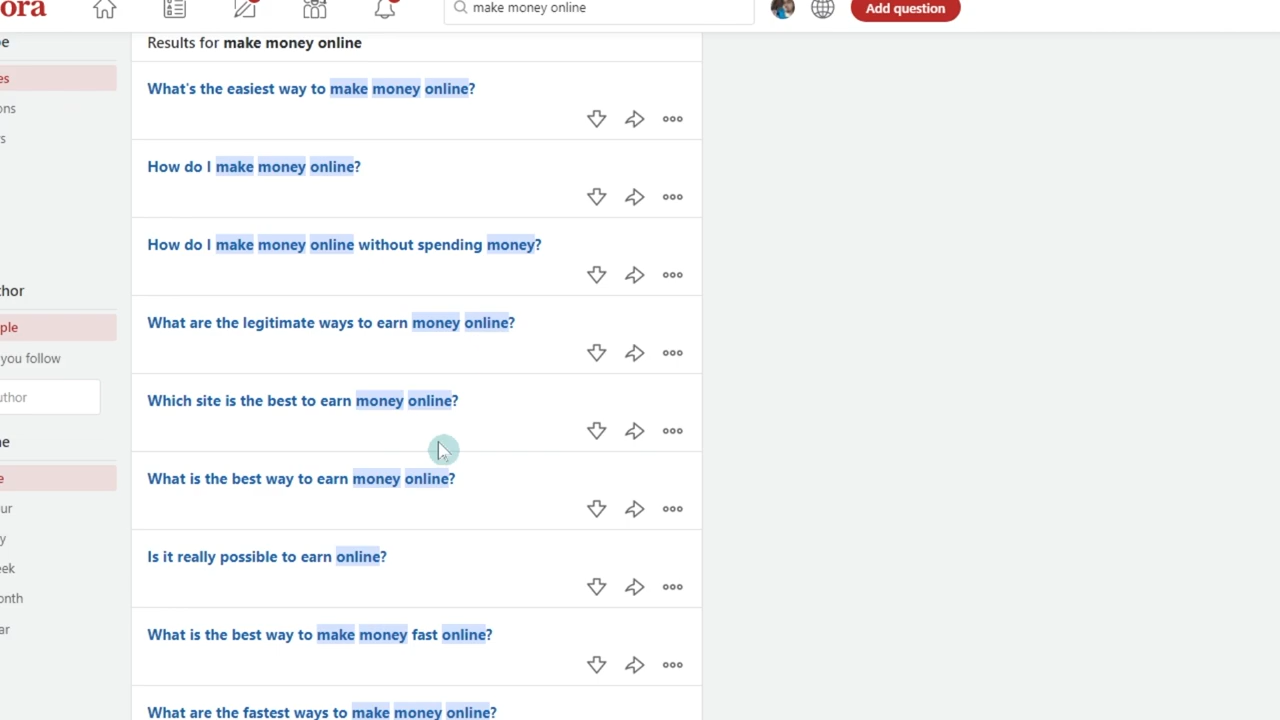 ora
make money online
Add question
Results for make money online
What's the easiest way to make money online?
How do I make money online?
How do I make money online without spending money?
What are the legitimate ways to earn money online?
Which site is the best to earn money online?
What is the best way to earn money online?
Is it really possible to earn online?
What is the best way to make money fast online?
What are the fastest ways to make money online?
pe
es
ons
rs
thor
ple
you follow
uthor
ne
e
ur
y
eek
onth
ar